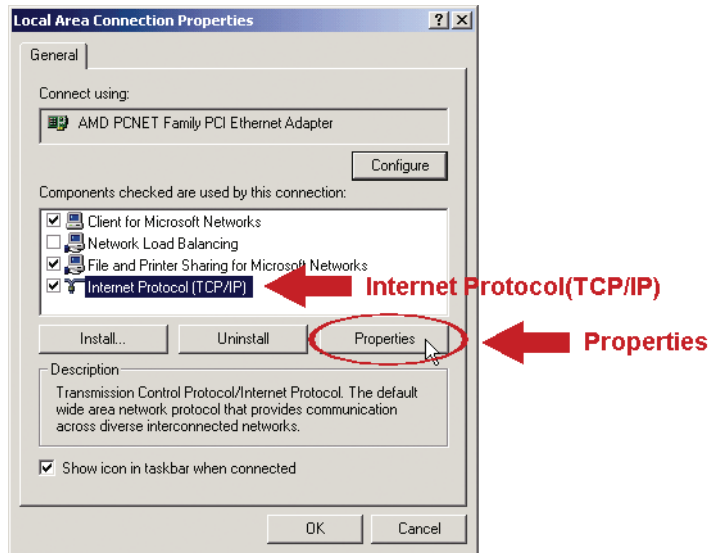 Local Area Connection Properties
General
Connect using:
AMD PCNET Family PCI Ethernet Adapter
Configure
Components checked are used by this connection:
Client for Microsoft Networks
Network Load Balancing
File and Printer Sharing for Microsoft Networks
Internet Protocol (TCP/IP)
Internet Protocol(TCP/IP)
Install...
Uninstall
Properties
Properties
Description
Transmission Control Protocol/Internet Protocol. The default
wide area network protocol that provides communication
across diverse interconnected networks.
Show icon in taskbar when connected
OK
Cancel